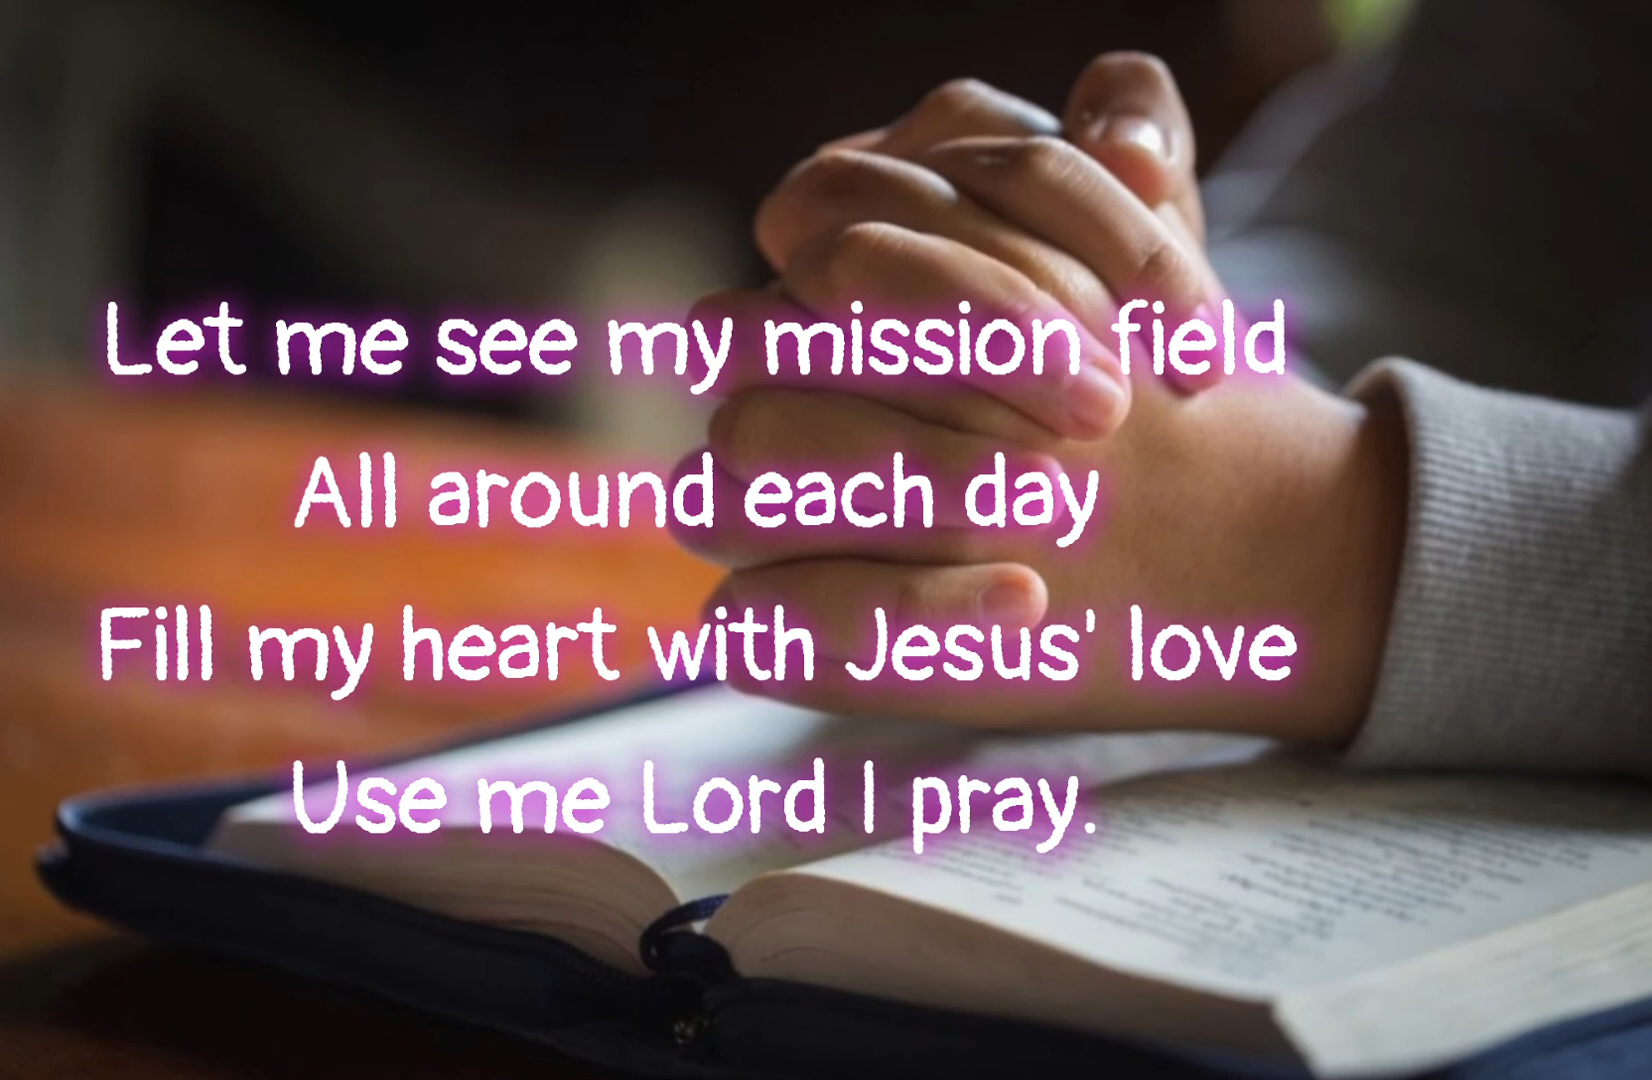 Let me see my mission field
All around each day
Fill my heart with Jesus' love
Use me Lord I pray.